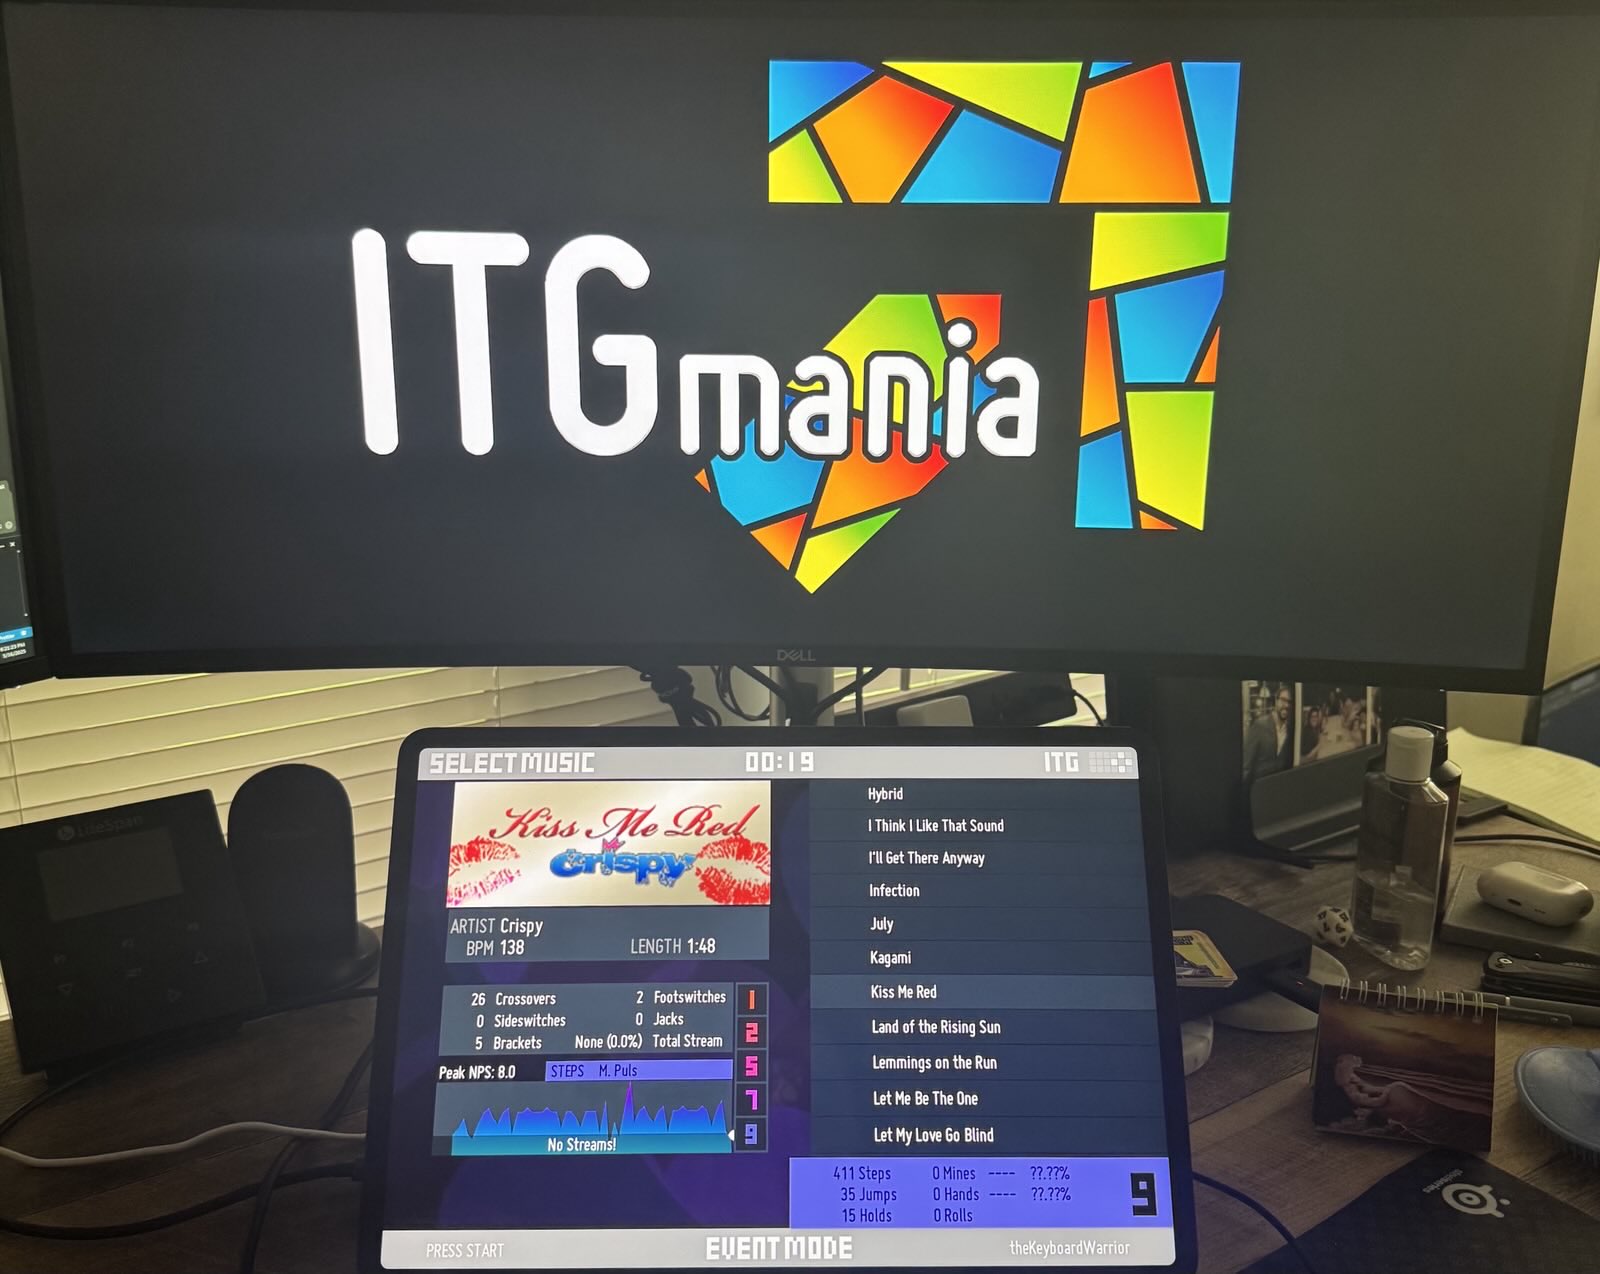 ITGmania
DELL
LifeSpan
SELECT MUSIC
00:19
ITG
Kiss Me Red
Crispy
ARTIST Crispy
BPM 138
LENGTH 1:48
26 Crossovers
2 Footswitches
0 Sideswitches
0 Jacks
5 Brackets
None (0.0%) Total Stream
Peak NPS: 8.0
STEPS M. Puls
No Streams!
1
2
5
7
9
Hybrid
I Think I Like That Sound
I'll Get There Anyway
Infection
July
Kagami
Kiss Me Red
Land of the Rising Sun
Lemmings on the Run
Let Me Be The One
Let My Love Go Blind
411 Steps
0 Mines
---- ??.??%
35 Jumps
0 Hands
---- ??.??%
15 Holds
0 Rolls
9
PRESS START
EVENT MODE
theKeyboardWarrior
steelseries